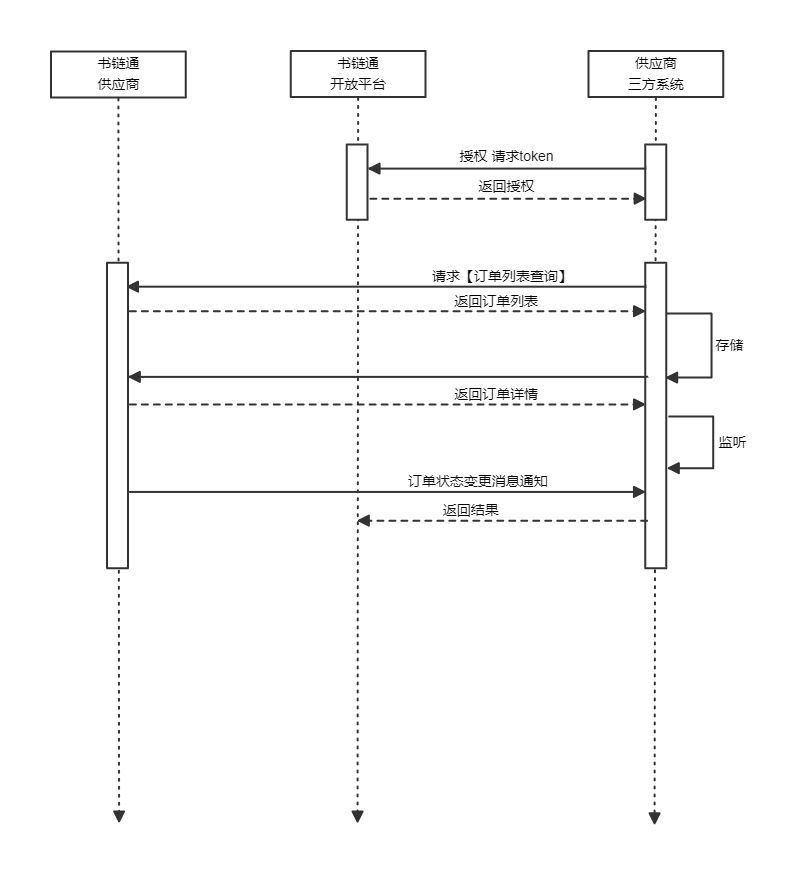 书链通
供应商
书链通
开放平台
供应商
三方系统
授权 请求token
返回授权
请求【订单列表查询】
返回订单列表
存储
返回订单详情
监听
订单状态变更消息通知
返回结果